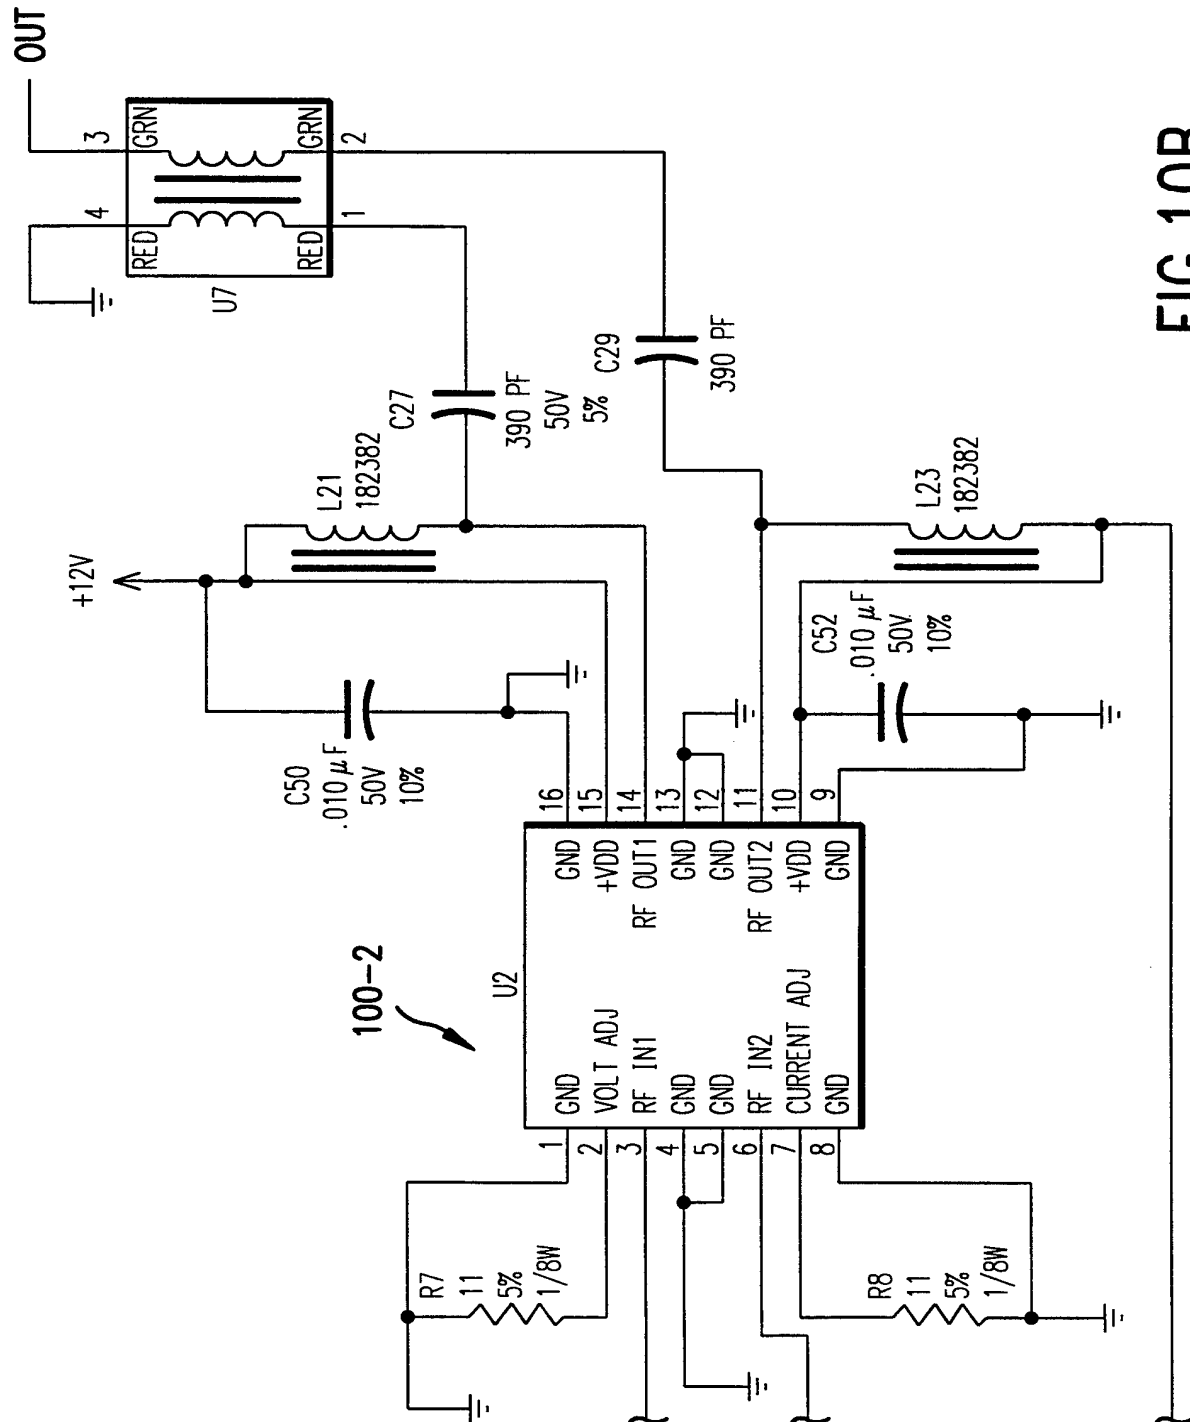 OUT
3
GRN
GRN
2
4
RED
RED
1
U7
C29
390 PF
C27
390 PF
50V
5%
L21
182382
+12V
C50
.010 µF
50V
10%
L23
182382
C52
.010 µF
50V
10%
100-2
U2
16 GND
15 +VDD
14 RF OUT1
13 GND
12 GND
11 RF OUT2
10 +VDD
9 GND
1 GND
2 VOLT ADJ
3 RF IN1
4 GND
5 GND
6 RF IN2
7 CURRENT ADJ
8 GND
R7
11
5%
1/8W
R8
11
5%
1/8W